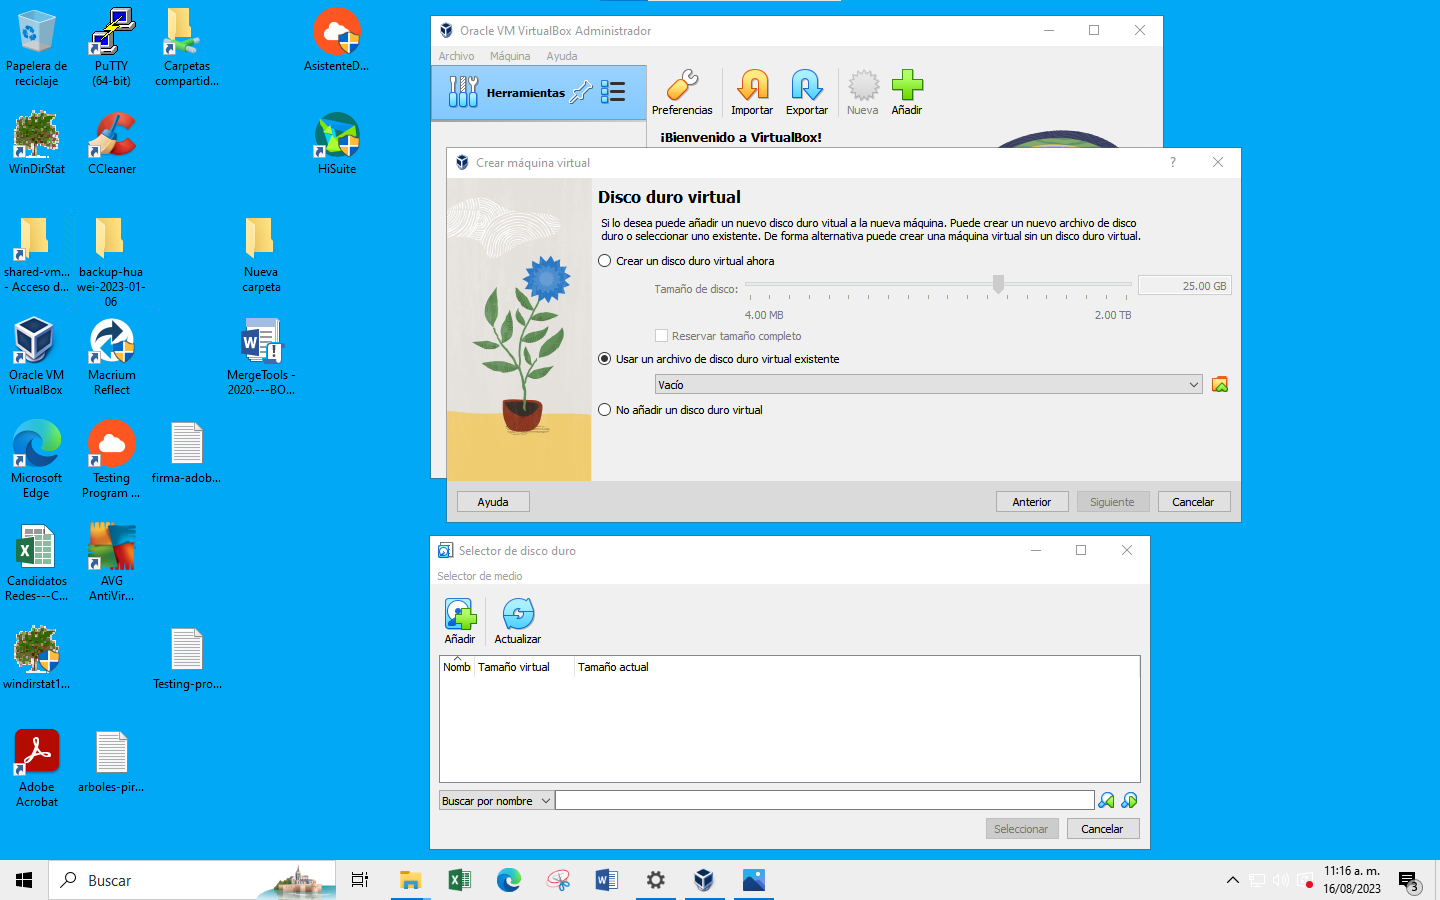 Papelera de
reciclaje
PuTTY
(64-bit)
Carpetas
compartid...
AsistenteD...
WinDirStat
CCleaner
HiSuite
shared-vm...
- Acceso d...
backup-hua
wei-2023-01-
06
Nueva
carpeta
Oracle VM
VirtualBox
Macrium
Reflect
MergeTools -
2020.---BO...
Microsoft
Edge
Testing
Program ...
firma-adob...
Candidatos
Redes---C...
AVG
AntiVir...
windirstat1...
Testing-pro...
Adobe
Acrobat
arboles-pir...
Oracle VM VirtualBox Administrador
Archivo Máquina Ayuda
Herramientas
Preferencias Importar Exportar Nueva Añadir
¡Bienvenido a VirtualBox!
Crear máquina virtual
?
Disco duro virtual
Si lo desea puede añadir un nuevo disco duro vitual a la nueva máquina. Puede crear un nuevo archivo de disco
duro o seleccionar uno existente. De forma alternativa puede crear una máquina virtual sin un disco duro virtual.
Crear un disco duro virtual ahora
Tamaño de disco:
25.00 GB
4.00 MB 2.00 TB
Reservar tamaño completo
Usar un archivo de disco duro virtual existente
Vacío
No añadir un disco duro virtual
Ayuda Anterior Siguiente Cancelar
Selector de disco duro
Selector de medio
Añadir Actualizar
Nomb Tamaño virtual Tamaño actual
Buscar por nombre
Seleccionar Cancelar
Buscar
11:16 a. m.
16/08/2023
3